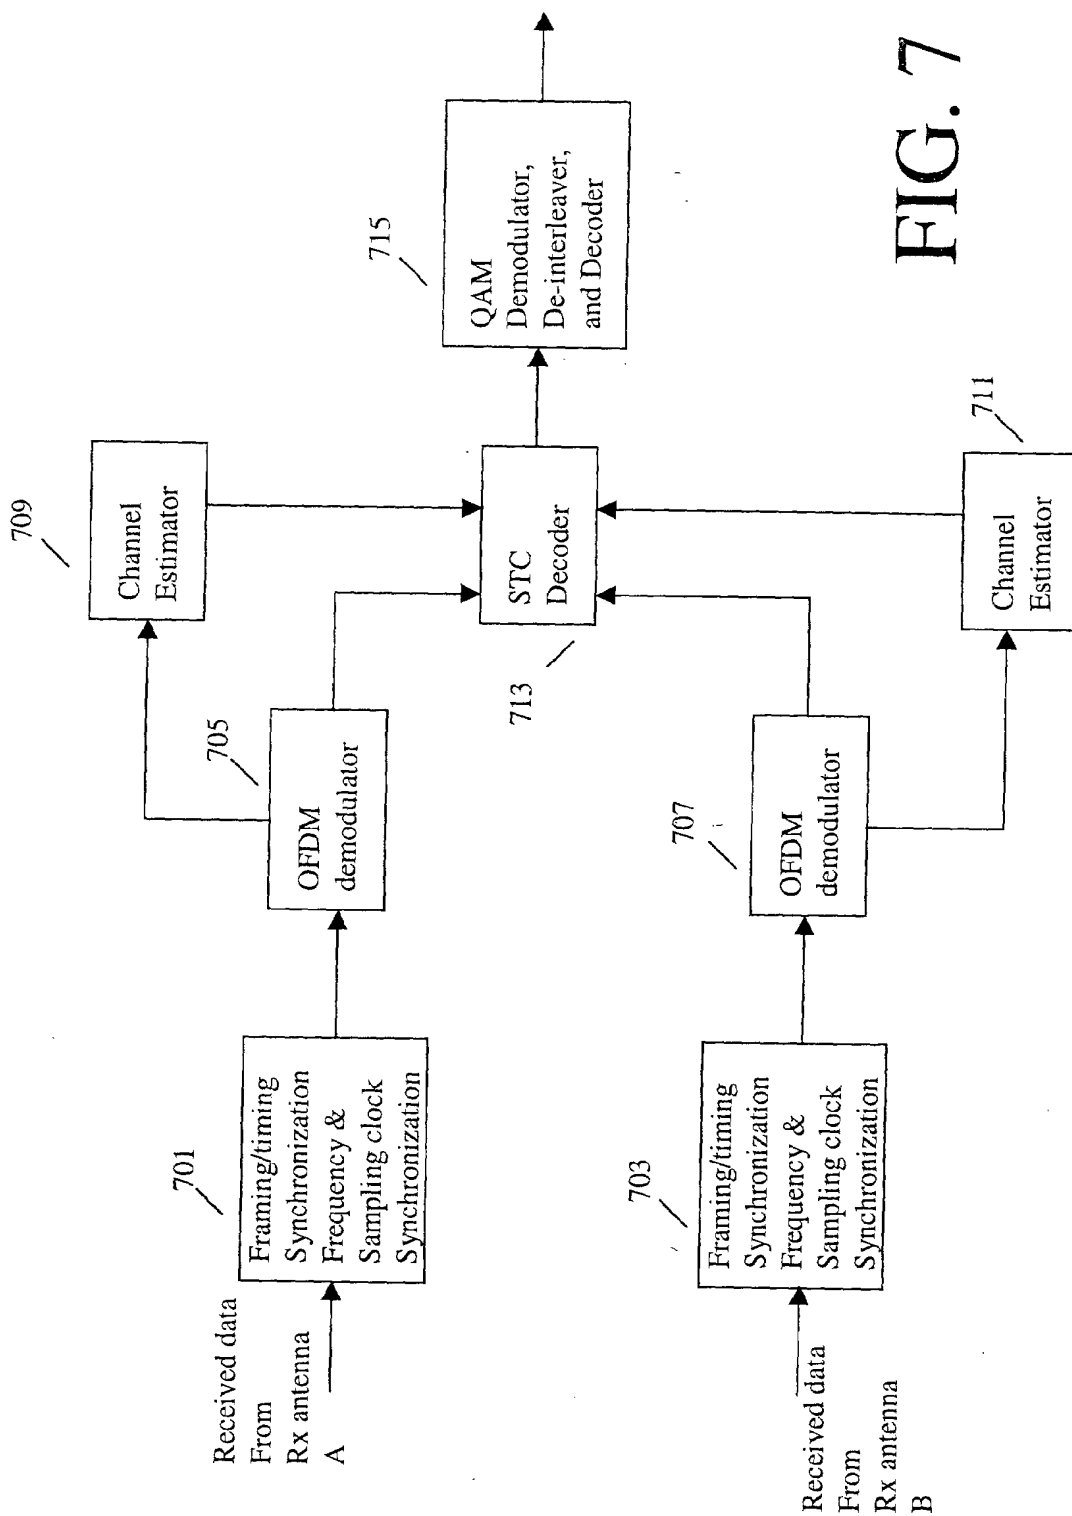 709
Channel
Estimator
705
OFDM
demodulator
701
Framing/timing
Synchronization
Frequency &
Sampling clock
Synchronization
Received data
From
Rx antenna
A
715
QAM
Demodulator,
De-interleaver,
and Decoder
STC
Decoder
713
707
OFDM
demodulator
703
Framing/timing
Synchronization
Frequency &
Sampling clock
Synchronization
Received data
From
Rx antenna
B
711
Channel
Estimator
FIG. 7